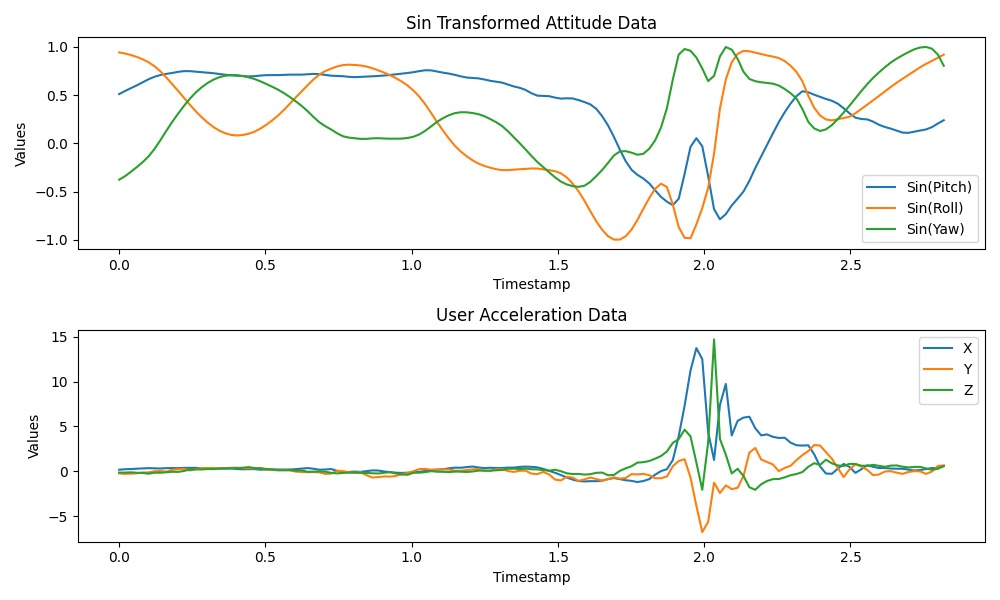 Sin Transformed Attitude Data
1.0
0.5
0.0
−0.5
−1.0
Values
Sin(Pitch)
Sin(Roll)
Sin(Yaw)
0.0 0.5 1.0 1.5 2.0 2.5
Timestamp
User Acceleration Data
15
10
5
0
−5
Values
X
Y
Z
0.0 0.5 1.0 1.5 2.0 2.5
Timestamp